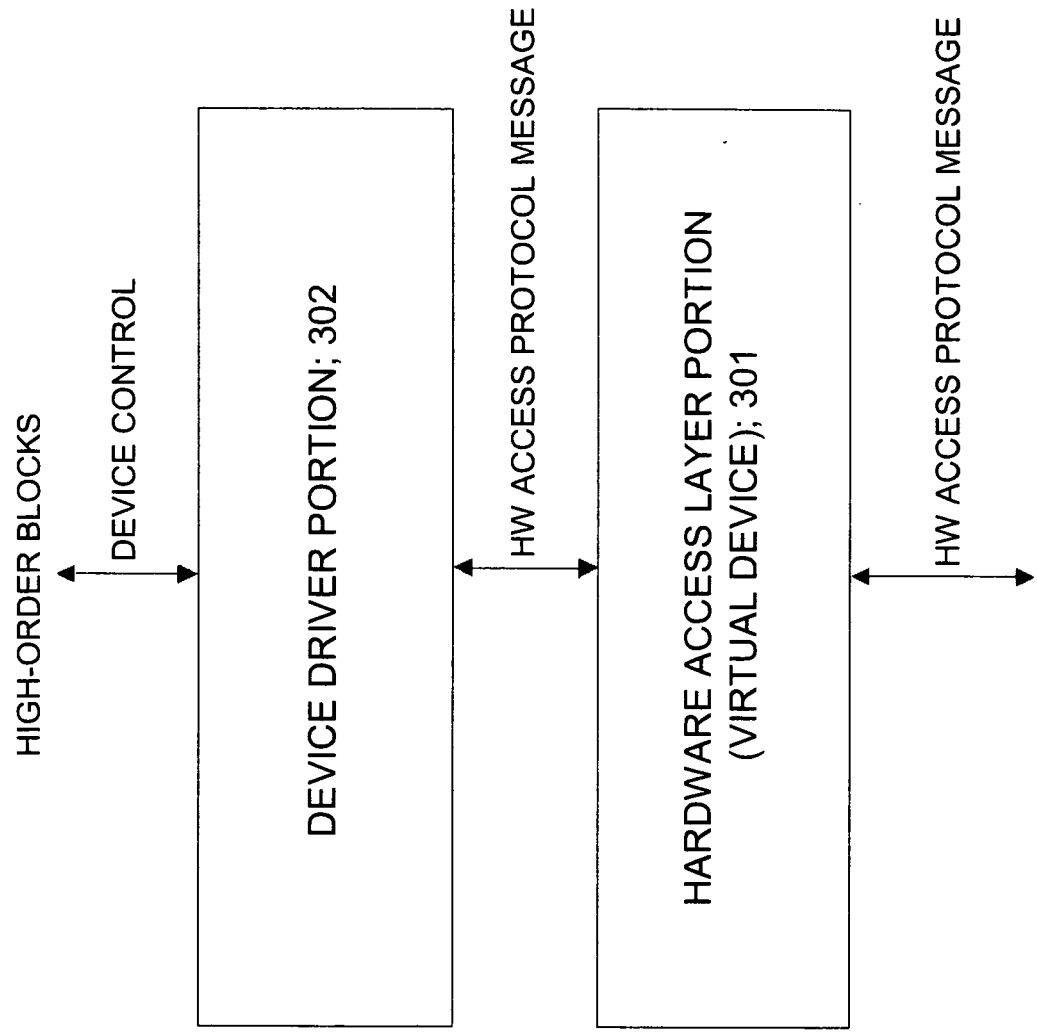 HIGH-ORDER BLOCKS
DEVICE CONTROL
DEVICE DRIVER PORTION; 302
HW ACCESS PROTOCOL MESSAGE
HARDWARE ACCESS LAYER PORTION
(VIRTUAL DEVICE); 301
HW ACCESS PROTOCOL MESSAGE